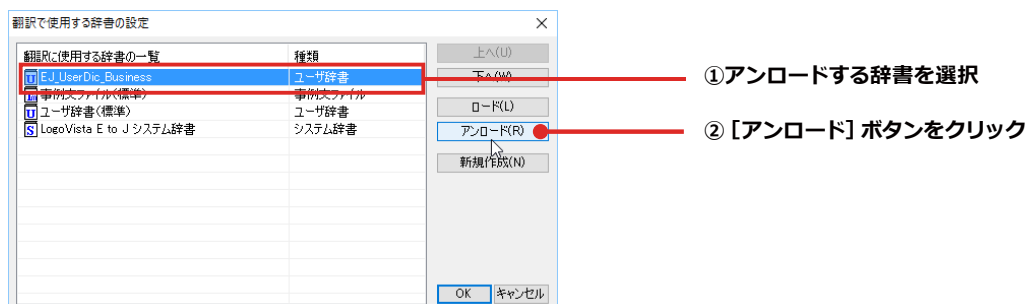 翻訳で使用する辞書の設定
翻訳に使用する辞書の一覧 種類
EJ_UserDic_Business ユーザ辞書
事例文ファイル(標準) 事例文ファイル
ユーザ辞書(標準) ユーザ辞書
LogoVista E to J システム辞書 システム辞書
上へ(U)
下へ(W)
ロード(L)
アンロード(R)
新規作成(N)
OK キャンセル
①アンロードする辞書を選択
②［アンロード］ボタンをクリック